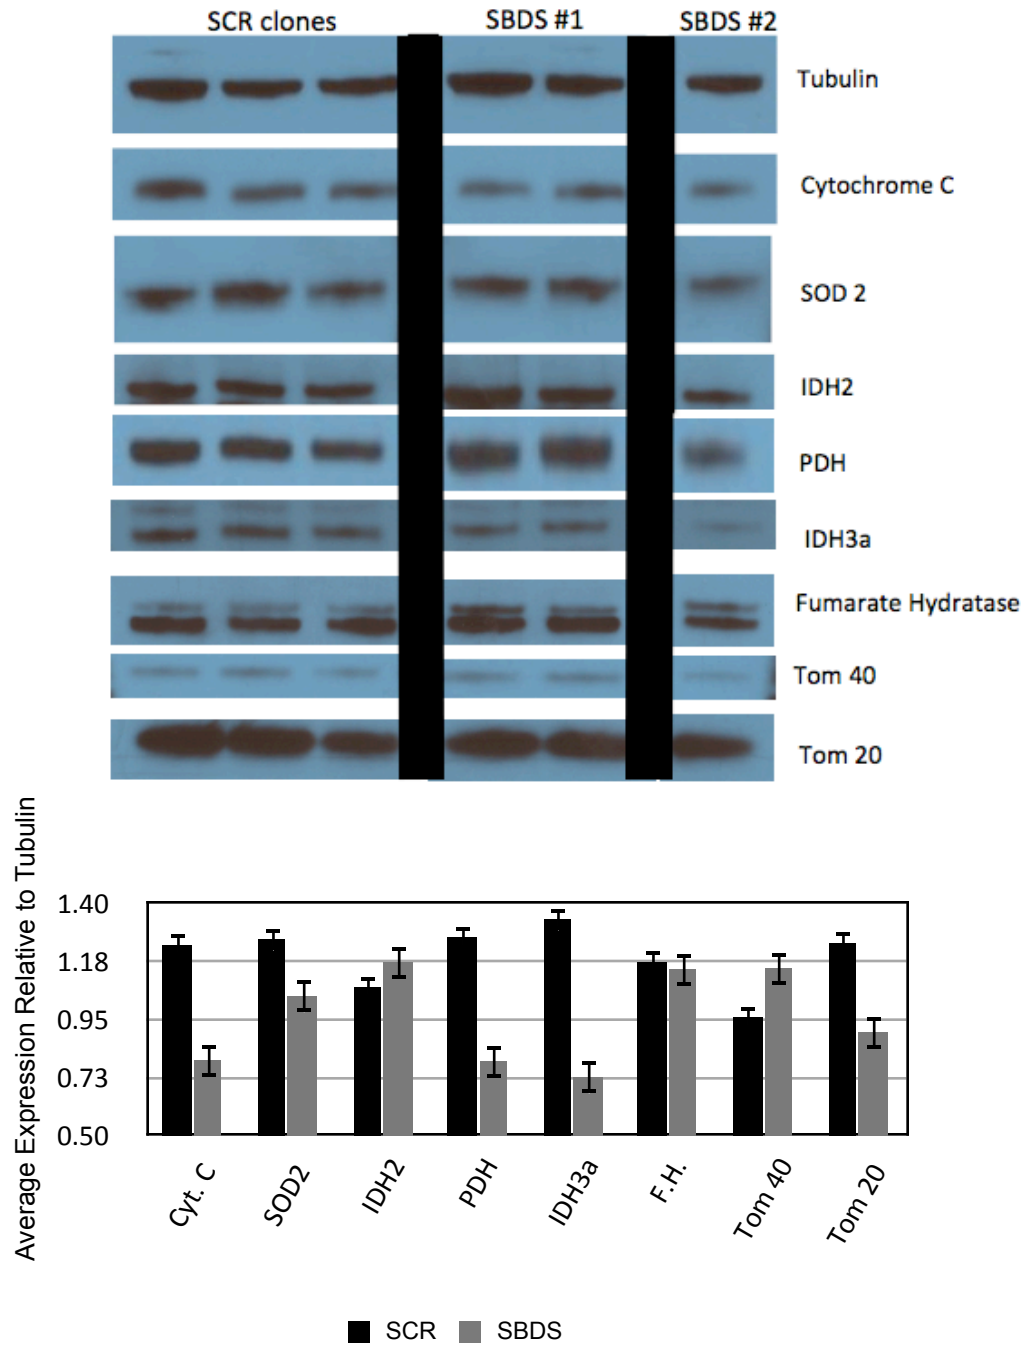 SCR clones SBDS #1 SBDS #2
Tubulin
Cytochrome C
SOD 2
IDH2
PDH
IDH3a
Fumarate Hydratase
Tom 40
Tom 20
Average Expression Relative to Tubulin
1.40
1.18
0.95
0.73
0.50
Cyt. C SOD2 IDH2 PDH IDH3a F.H. Tom 40 Tom 20
SCR SBDS